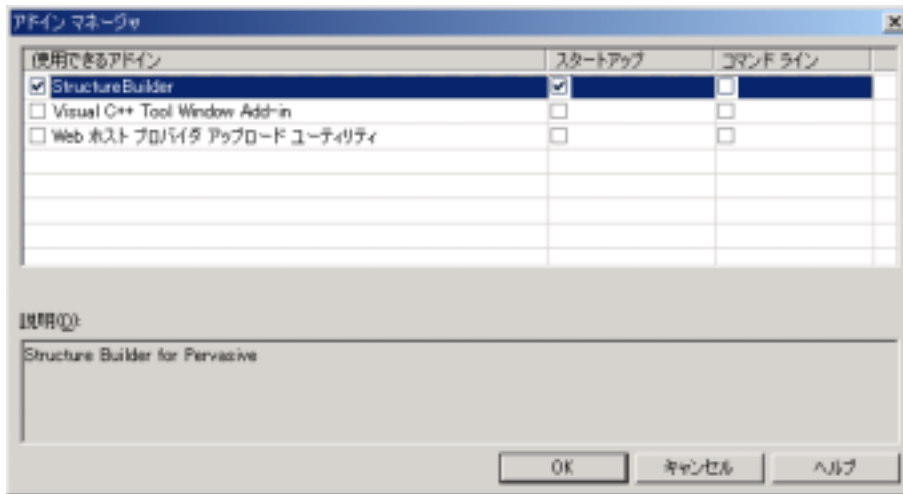 アドイン マネージャ
使用できるアドイン スタートアップ コマンド ライン
StructureBuilder
Visual C++ Tool Window Add-in
Web ホスト プロバイダ アップロード ユーティリティ
説明(D):
Structure Builder for Pervasive
OK キャンセル ヘルプ